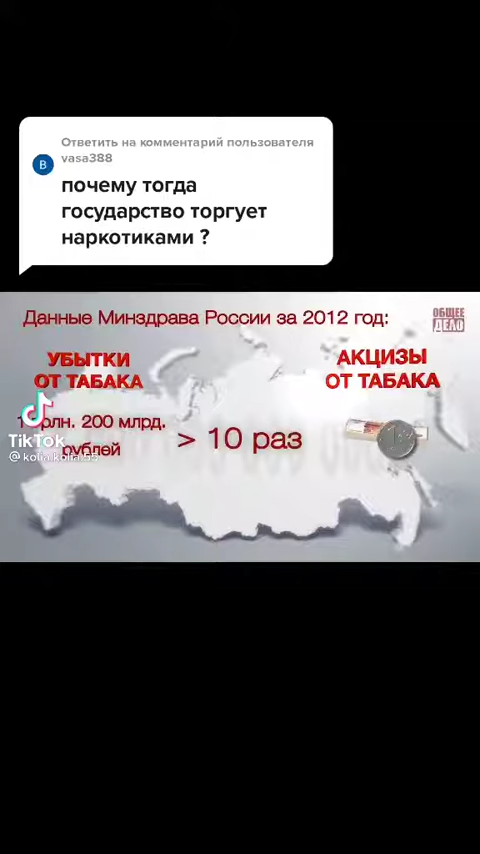 Ответить на комментарий пользователя
vasa388
В
почему тогда
государство торгует
наркотиками ?
Данные Минздрава России за 2012 год:
ОБЩЕЕ
ДЕЛО
УБЫТКИ
ОТ ТАБАКА
АКЦИЗЫ
ОТ ТАБАКА
200 млрд.
рублей
> 10 раз
TikTok